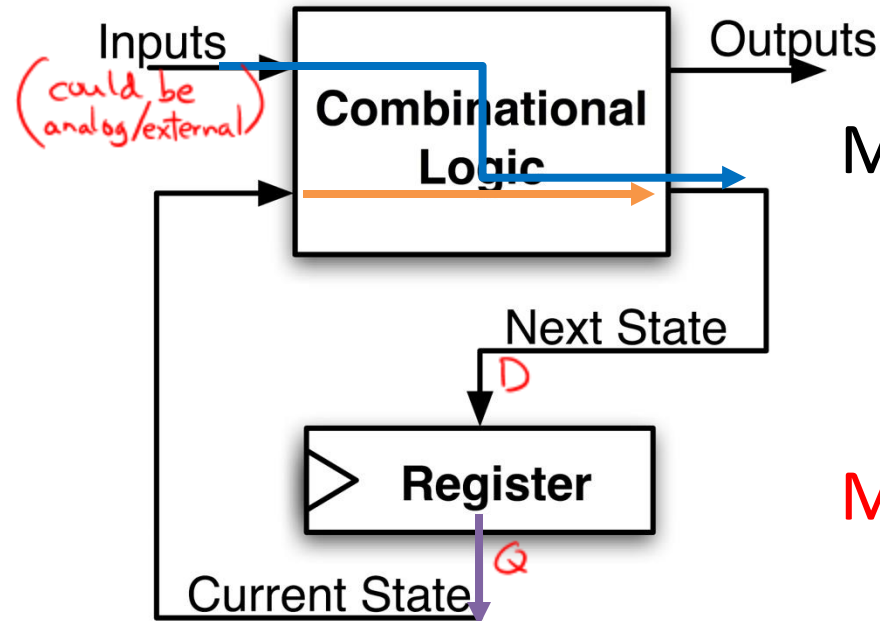 Inputs
(could be
analog/external)
Outputs
Combinational
Logic
M
Next State
D
Register
M
Q
Current State